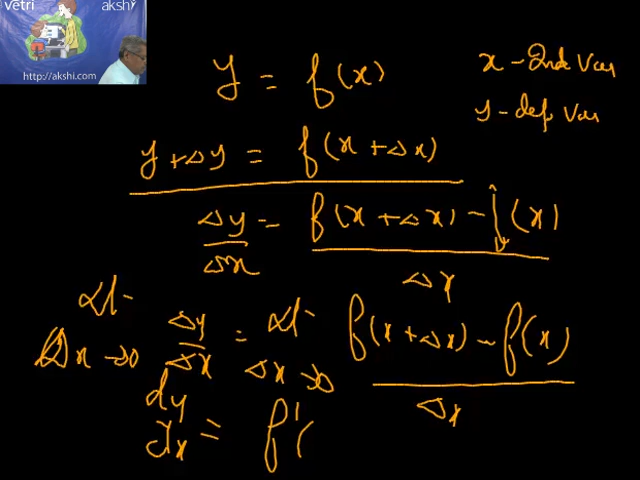 vetri akshi
http://akshi.com
y = f(x)
x - Ind Var
y - dep Var
y + Δy = f(x + Δx)
Δy/Δx = f(x + Δx) - f(x) / Δx
Lt Δx→0 Δy/Δx = Lt Δx→0 f(x + Δx) - f(x) / Δx
dy/dx = f'(